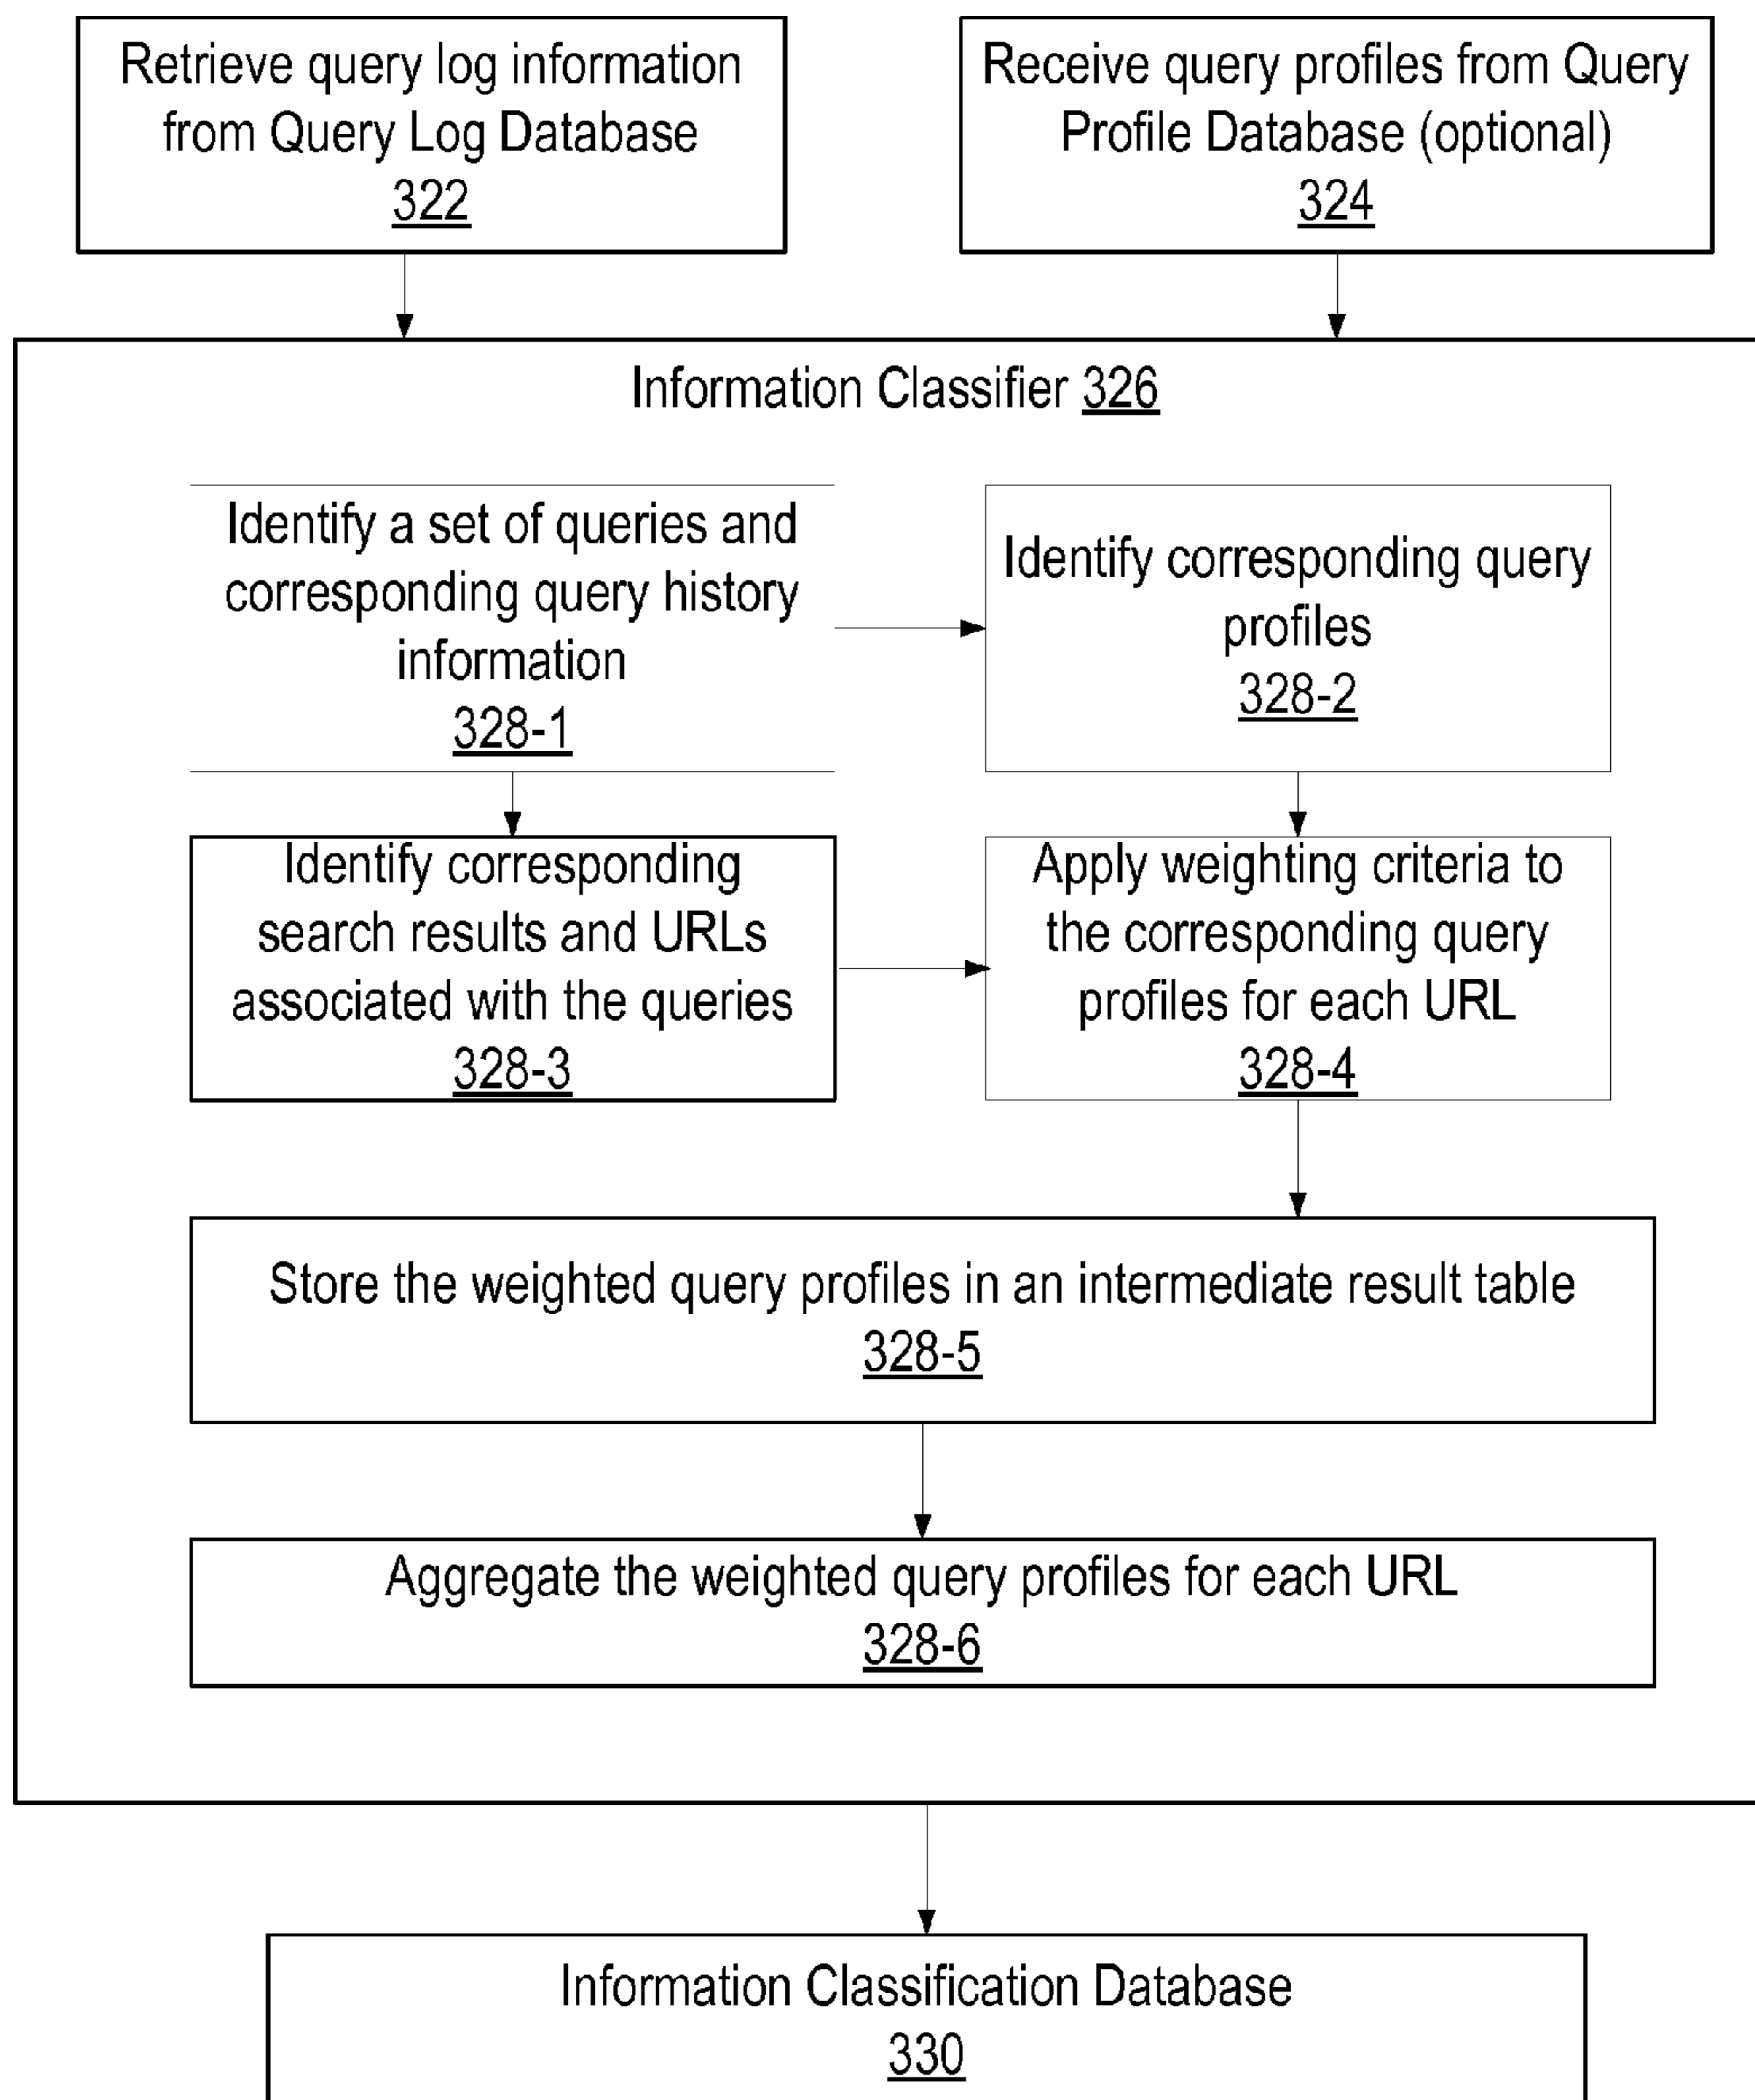 Retrieve query log information
from Query Log Database
322
Receive query profiles from Query
Profile Database (optional)
324
Information Classifier 326
Identify a set of queries and
corresponding query history
information
328-1
Identify corresponding query
profiles
328-2
Identify corresponding
search results and URLs
associated with the queries
328-3
Apply weighting criteria to
the corresponding query
profiles for each URL
328-4
Store the weighted query profiles in an intermediate result table
328-5
Aggregate the weighted query profiles for each URL
328-6
Information Classification Database
330